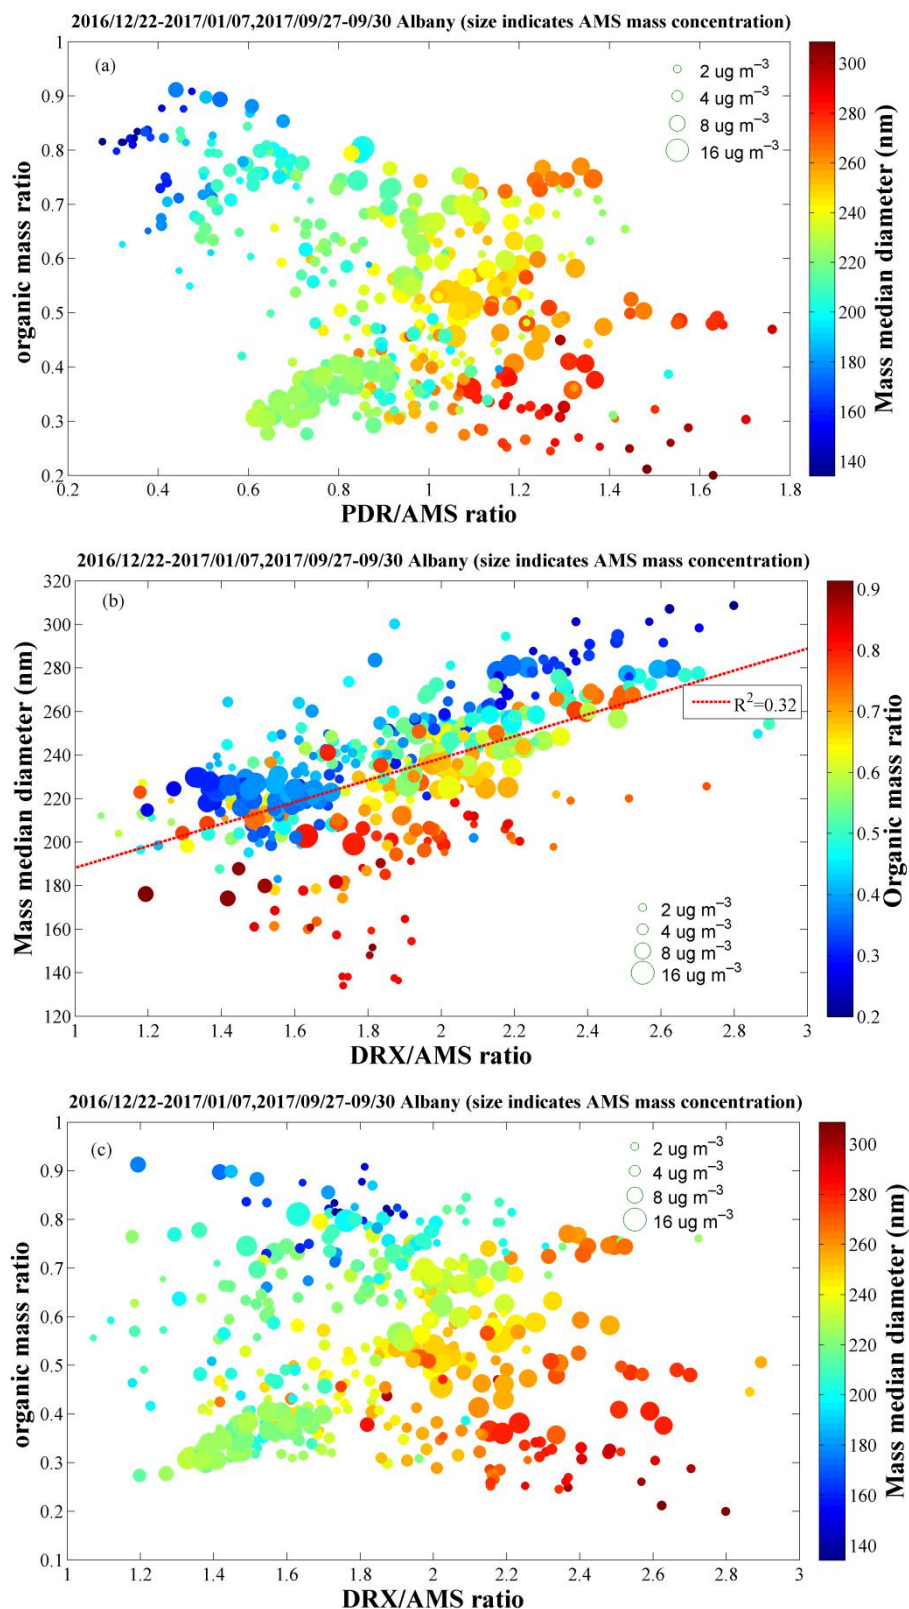 2016/12/22-2017/01/07,2017/09/27-09/30 Albany (size indicates AMS mass concentration)
(a)
2 ug m⁻³
4 ug m⁻³
8 ug m⁻³
16 ug m⁻³
organic mass ratio
1
0.9
0.8
0.7
0.6
0.5
0.4
0.3
0.2
0.2 0.4 0.6 0.8 1 1.2 1.4 1.6 1.8
PDR/AMS ratio
300
280
260
240
220
200
180
160
140
Mass median diameter (nm)
2016/12/22-2017/01/07,2017/09/27-09/30 Albany (size indicates AMS mass concentration)
(b)
Mass median diameter (nm)
320
300
280
260
240
220
200
180
160
140
120
R²=0.32
2 ug m⁻³
4 ug m⁻³
8 ug m⁻³
16 ug m⁻³
1 1.2 1.4 1.6 1.8 2 2.2 2.4 2.6 2.8 3
DRX/AMS ratio
0.9
0.8
0.7
0.6
0.5
0.4
0.3
0.2
Organic mass ratio
2016/12/22-2017/01/07,2017/09/27-09/30 Albany (size indicates AMS mass concentration)
(c)
2 ug m⁻³
4 ug m⁻³
8 ug m⁻³
16 ug m⁻³
organic mass ratio
1
0.9
0.8
0.7
0.6
0.5
0.4
0.3
0.2
0.1
1 1.2 1.4 1.6 1.8 2 2.2 2.4 2.6 2.8 3
DRX/AMS ratio
300
280
260
240
220
200
180
160
140
Mass median diameter (nm)